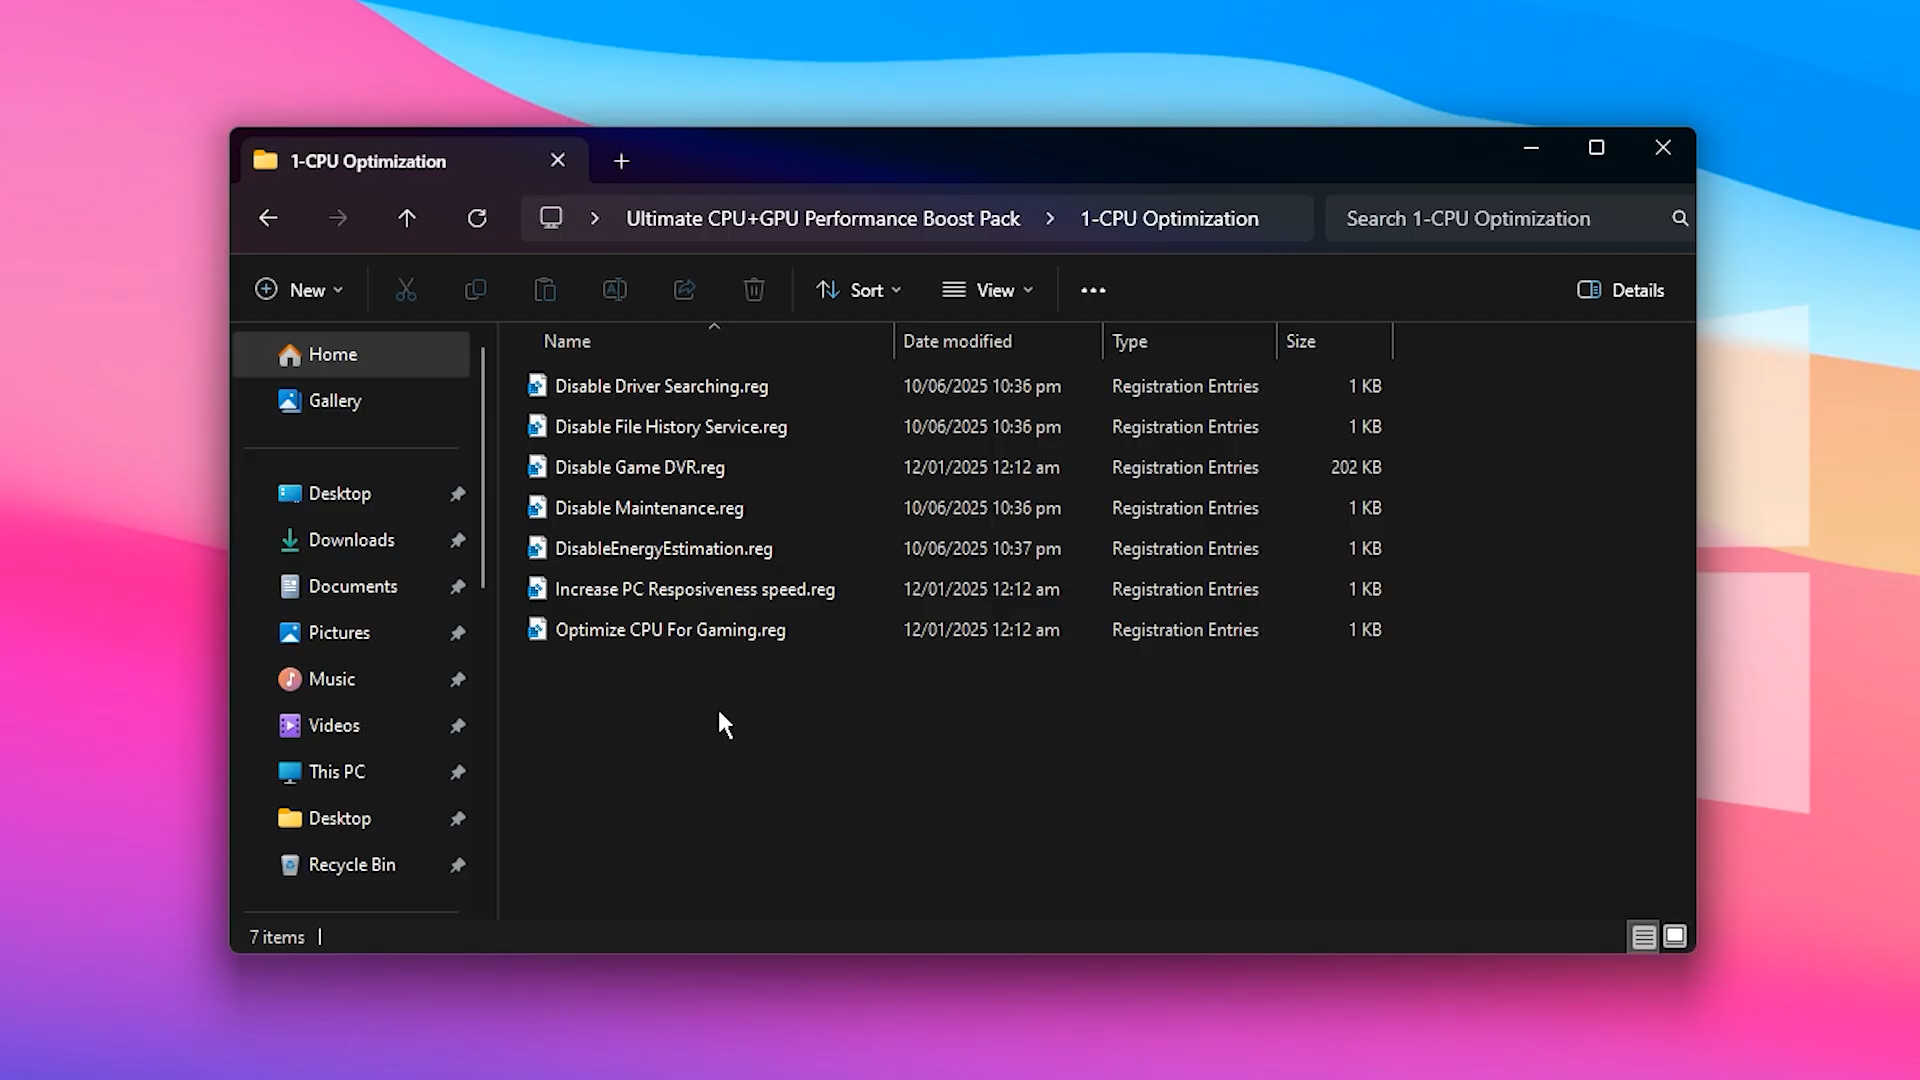 1-CPU Optimization
Ultimate CPU+GPU Performance Boost Pack 1-CPU Optimization Search 1-CPU Optimization
New Sort View Details
Name Date modified Type Size
Home
Gallery
Desktop
Downloads
Documents
Pictures
Music
Videos
This PC
Desktop
Recycle Bin
Disable Driver Searching.reg 10/06/2025 10:36 pm Registration Entries 1 KB
Disable File History Service.reg 10/06/2025 10:36 pm Registration Entries 1 KB
Disable Game DVR.reg 12/01/2025 12:12 am Registration Entries 202 KB
Disable Maintenance.reg 10/06/2025 10:36 pm Registration Entries 1 KB
DisableEnergyEstimation.reg 10/06/2025 10:37 pm Registration Entries 1 KB
Increase PC Resposiveness speed.reg 12/01/2025 12:12 am Registration Entries 1 KB
Optimize CPU For Gaming.reg 12/01/2025 12:12 am Registration Entries 1 KB
7 items